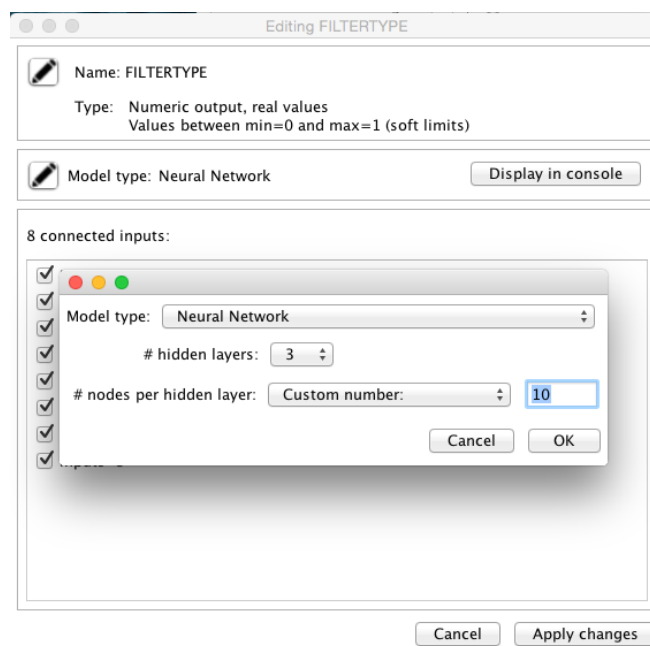 Editing FILTERTYPE
Name: FILTERTYPE
Type: Numeric output, real values
Values between min=0 and max=1 (soft limits)
Model type: Neural Network
Display in console
8 connected inputs:
Model type: Neural Network
# hidden layers: 3
# nodes per hidden layer: Custom number: 10
Cancel OK
Cancel Apply changes